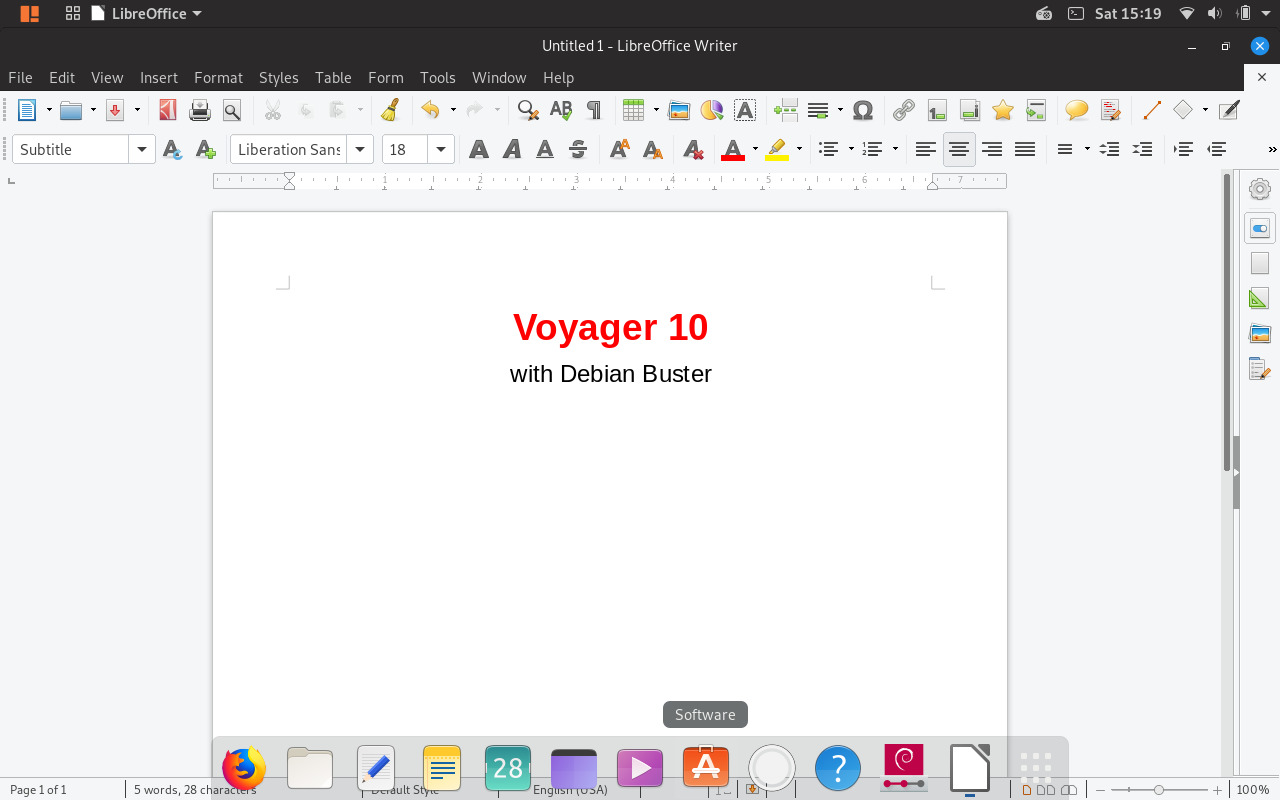 LibreOffice
Sat 15:19
Untitled 1 - LibreOffice Writer
File Edit View Insert Format Styles Table Form Tools Window Help
Subtitle
Liberation Sans
18
1 2 3 4 5 6 7
Voyager 10
with Debian Buster
Software
28
Page 1 of 1
5 words, 28 characters
Default Style
English (USA)
100%